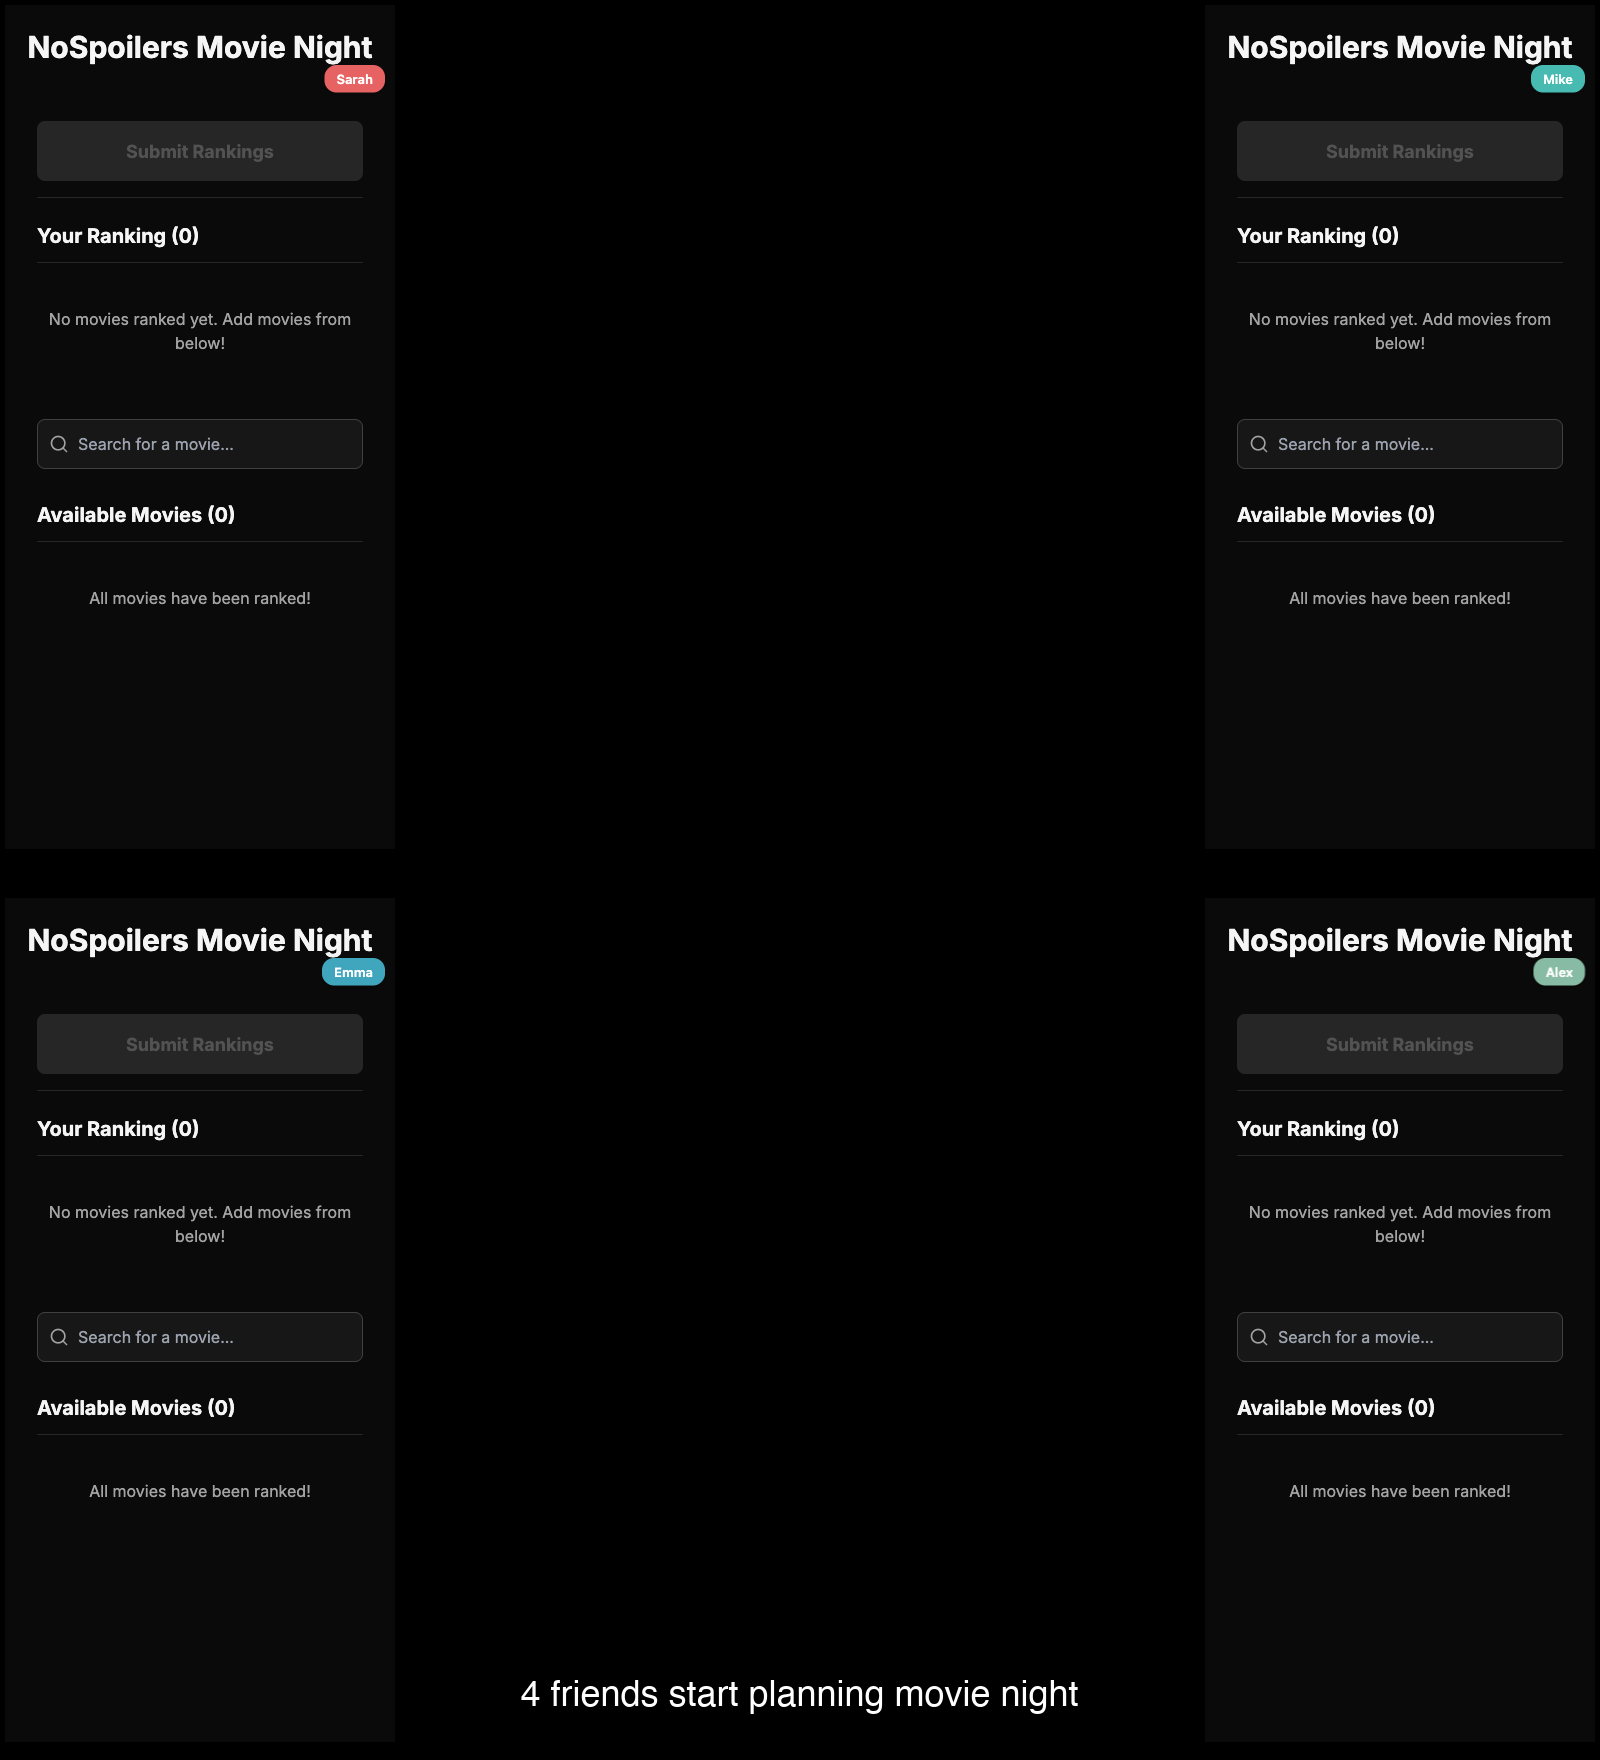 NoSpoilers Movie Night
Sarah
Submit Rankings
Your Ranking (0)
No movies ranked yet. Add movies from
below!
Search for a movie...
Available Movies (0)
All movies have been ranked!
NoSpoilers Movie Night
Mike
Submit Rankings
Your Ranking (0)
No movies ranked yet. Add movies from
below!
Search for a movie...
Available Movies (0)
All movies have been ranked!
NoSpoilers Movie Night
Emma
Submit Rankings
Your Ranking (0)
No movies ranked yet. Add movies from
below!
Search for a movie...
Available Movies (0)
All movies have been ranked!
NoSpoilers Movie Night
Alex
Submit Rankings
Your Ranking (0)
No movies ranked yet. Add movies from
below!
Search for a movie...
Available Movies (0)
All movies have been ranked!
4 friends start planning movie night